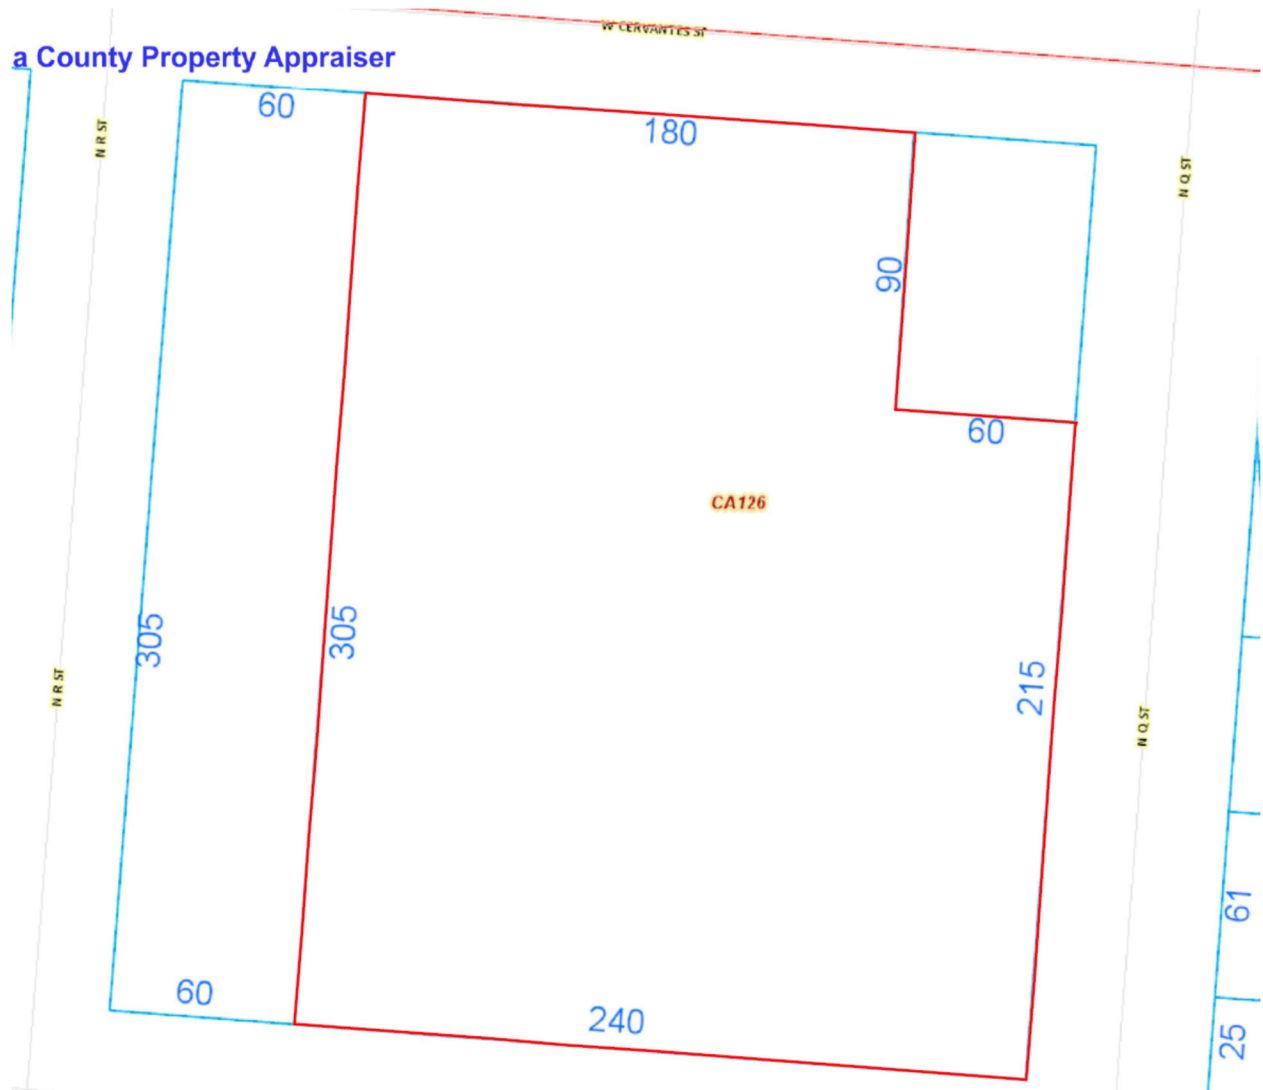 W CERVANTES ST
a County Property Appraiser
60
180
N R ST
N Q ST
90
60
CA126
305
305
215
N R ST
N Q ST
61
60
240
25